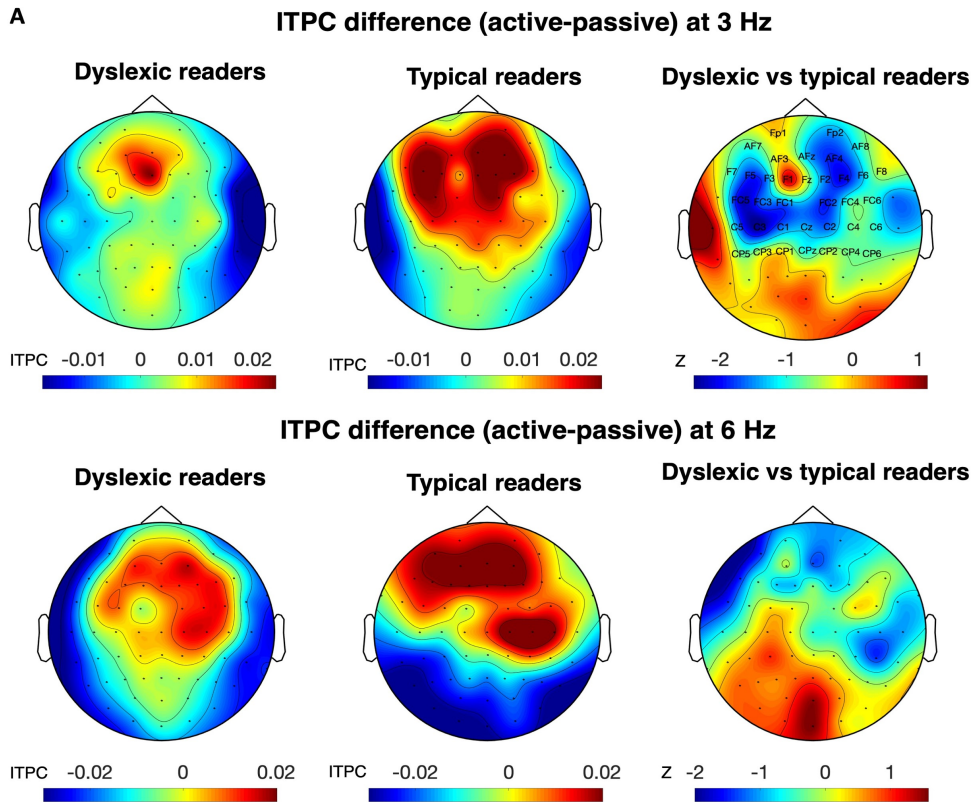 A
ITPC difference (active-passive) at 3 Hz
Dyslexic readers
Typical readers
Dyslexic vs typical readers
Fp1 Fp2
AF7 AF3 AFz AF4 AF8
F7 F5 F3 F1 Fz F2 F4 F6 F8
FC5 FC3 FC1 FC2 FC4 FC6
C5 C3 C1 Cz C2 C4 C6
CP5 CP3 CP1 CPz CP2 CP4 CP6
ITPC -0.01 0 0.01 0.02
ITPC -0.01 0 0.01 0.02
Z -2 -1 0 1
ITPC difference (active-passive) at 6 Hz
Dyslexic readers
Typical readers
Dyslexic vs typical readers
ITPC -0.02 0 0.02
ITPC -0.02 0 0.02
Z -2 -1 0 1